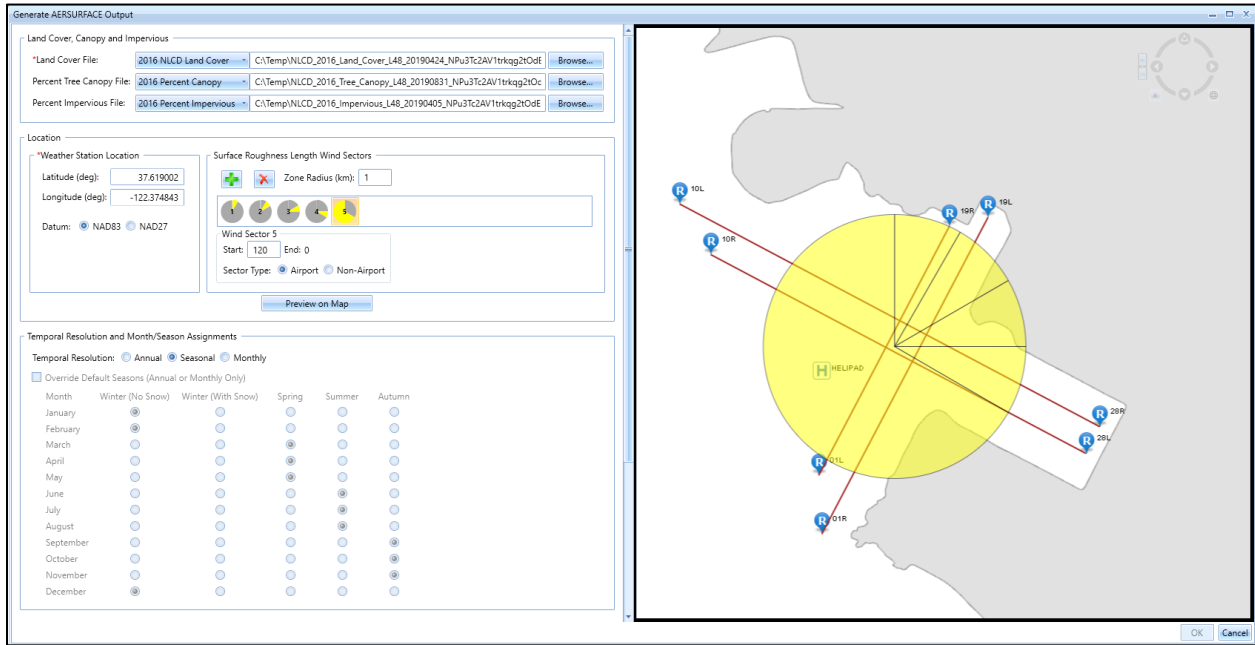 Generate AERSURFACE Output
Land Cover, Canopy and Impervious
*Land Cover File: 2016 NLCD Land Cover C:\Temp\NLCD_2016_Land_Cover_L48_20190424_NPu3Tc2AV1trkqg2tOdE Browse...
Percent Tree Canopy File: 2016 Percent Canopy C:\Temp\NLCD_2016_Tree_Canopy_L48_20190831_NPu3Tc2AV1trkqg2tOc Browse...
Percent Impervious File: 2016 Percent Impervious C:\Temp\NLCD_2016_Impervious_L48_20190405_NPu3Tc2AV1trkqg2tOdE Browse...
Location
*Weather Station Location
Latitude (deg): 37.619002
Longitude (deg): -122.374843
Datum: NAD83 NAD27
Surface Roughness Length Wind Sectors
Zone Radius (km): 1
1 2 3 4 5
Wind Sector 5
Start: 120 End: 0
Sector Type: Airport Non-Airport
Preview on Map
Temporal Resolution and Month/Season Assignments
Temporal Resolution: Annual Seasonal Monthly
Override Default Seasons (Annual or Monthly Only)
Month Winter (No Snow) Winter (With Snow) Spring Summer Autumn
January
February
March
April
May
June
July
August
September
October
November
December
R 10L
R 19R
R 19L
R 10R
H HELIPAD
R 28R
R 28L
R 01L
R 01R
OK Cancel